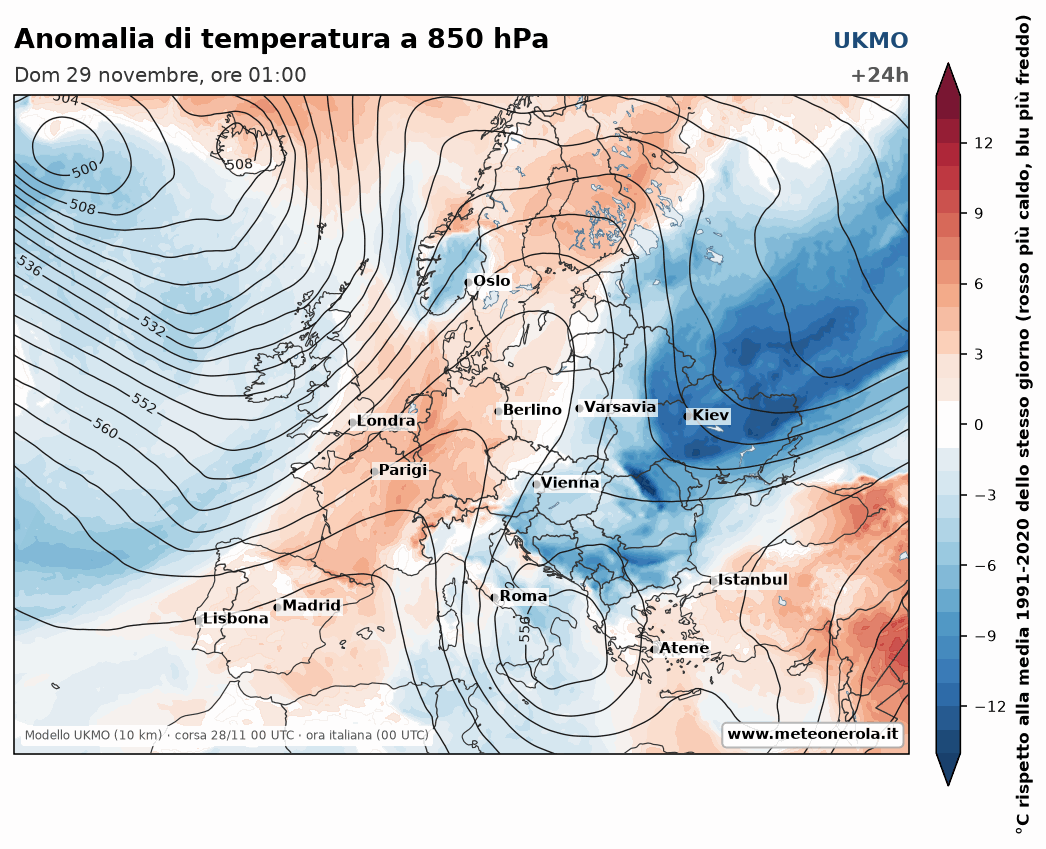 Anomalia di temperatura a 850 hPa
UKMO
Dom 29 novembre, ore 01:00
+24h
504
500
508
508
536
532
552
560
552
556
Oslo
Londra
Berlino
Varsavia
Kiev
Parigi
Vienna
Istanbul
Roma
Madrid
Lisbona
Atene
Modello UKMO (10 km) · corsa 28/11 00 UTC · ora italiana (00 UTC)
www.meteonerola.it
12
9
6
3
0
−3
−6
−9
−12
°C rispetto alla media 1991-2020 dello stesso giorno (rosso più caldo, blu più freddo)